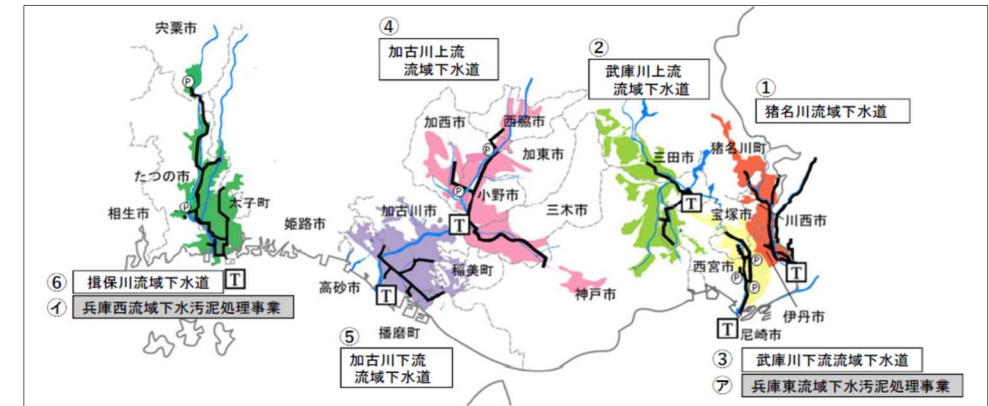 宍粟市
④
加古川上流
流域下水道
②
武庫川上流
流域下水道
①
猪名川流域下水道
P
加西市
西脇市
加東市
P
猪名川町
三田市
たつの市
太子町
相生市
P
姫路市
加古川市
P
小野市
三木市
T
T
宝塚市
川西市
⑥
揖保川流域下水道
T
㋑
兵庫西流域下水汚泥処理事業
高砂市
T
稲美町
神戸市
西宮市
P
P
P
T
伊丹市
播磨町
T
尼崎市
⑤
加古川下流
流域下水道
③
武庫川下流流域下水道
㋐
兵庫東流域下水汚泥処理事業